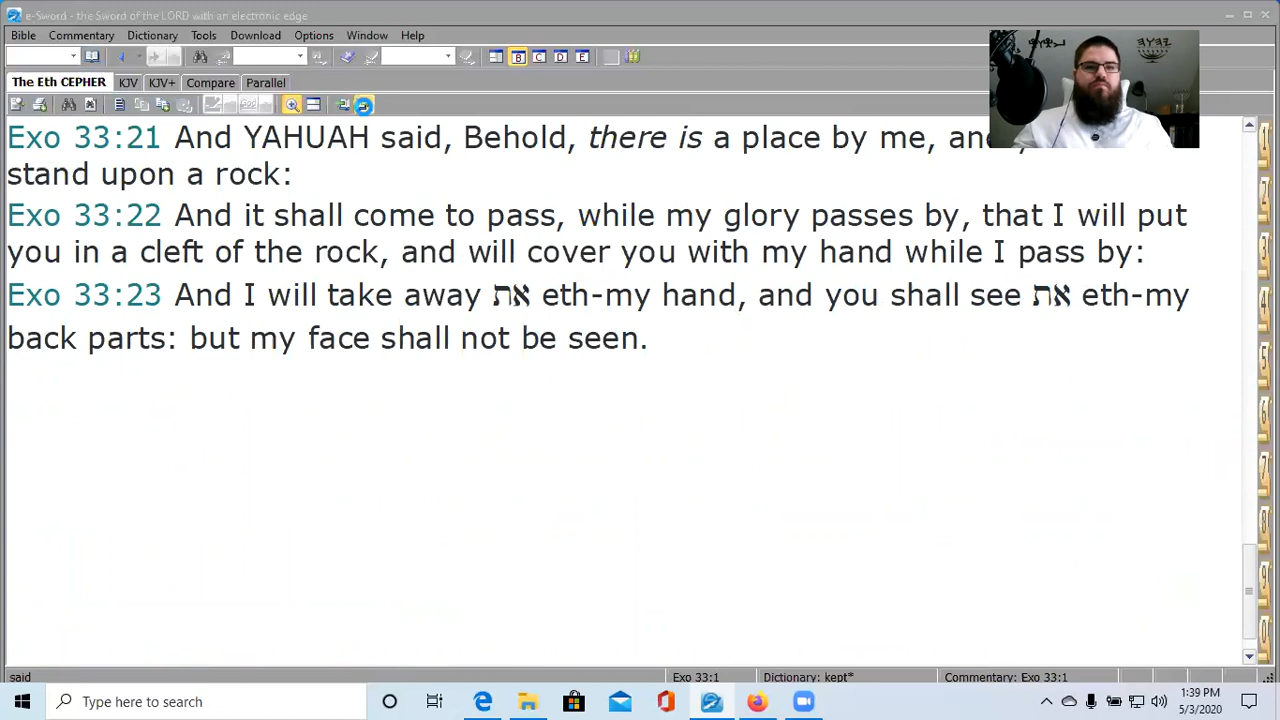 e-Sword - the Sword of the LORD with an electronic edge
Bible Commentary Dictionary Tools Download Options Window Help
B C D E
The Eth CEPHER KJV KJV+ Compare Parallel
Exo 33:21 And YAHUAH said, Behold, there is a place by me, and
stand upon a rock:
Exo 33:22 And it shall come to pass, while my glory passes by, that I will put
you in a cleft of the rock, and will cover you with my hand while I pass by:
Exo 33:23 And I will take away את eth-my hand, and you shall see את eth-my
back parts: but my face shall not be seen.
said Exo 33:1 Dictionary: kept* Commentary: Exo 33:1
Type here to search
1:39 PM
5/3/2020